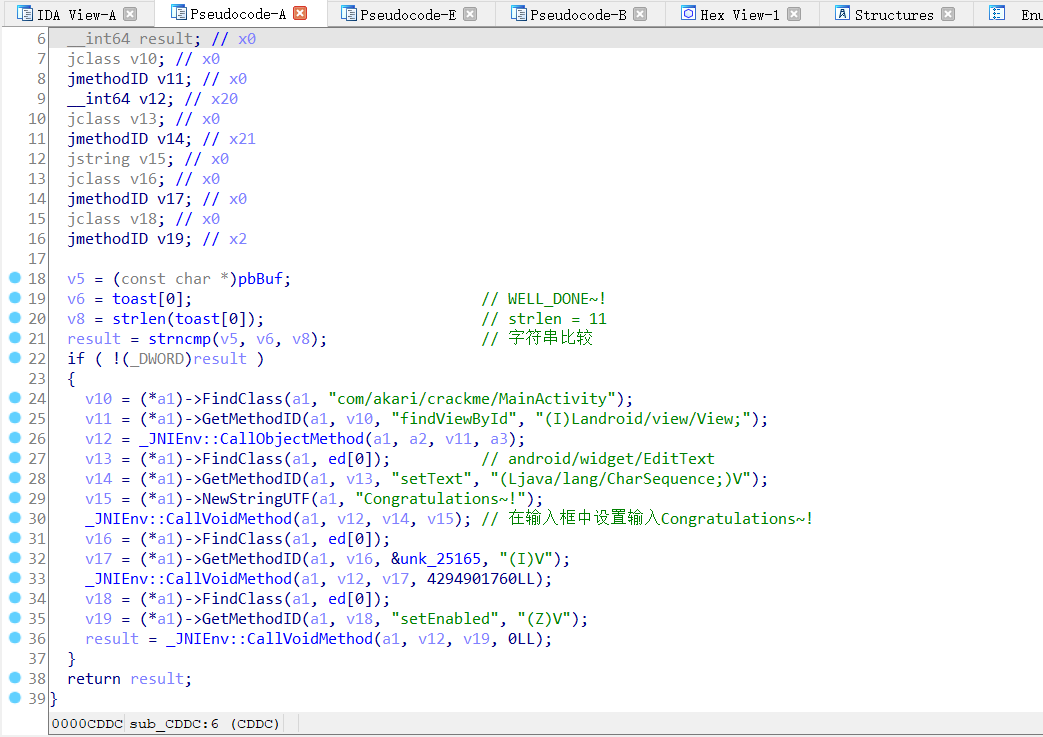 IDA View-A Pseudocode-A Pseudocode-E Pseudocode-B Hex View-1 Structures Enu
6 __int64 result; // x0
7 jclass v10; // x0
8 jmethodID v11; // x0
9 __int64 v12; // x20
10 jclass v13; // x0
11 jmethodID v14; // x21
12 jstring v15; // x0
13 jclass v16; // x0
14 jmethodID v17; // x0
15 jclass v18; // x0
16 jmethodID v19; // x2
17
18 v5 = (const char *)pbBuf;
19 v6 = toast[0]; // WELL_DONE~!
20 v8 = strlen(toast[0]); // strlen = 11
21 result = strncmp(v5, v6, v8); // 字符串比较
22 if ( !(_DWORD)result )
23 {
24 v10 = (*a1)->FindClass(a1, "com/akari/crackme/MainActivity");
25 v11 = (*a1)->GetMethodID(a1, v10, "findViewById", "(I)Landroid/view/View;");
26 v12 = _JNIEnv::CallObjectMethod(a1, a2, v11, a3);
27 v13 = (*a1)->FindClass(a1, ed[0]); // android/widget/EditText
28 v14 = (*a1)->GetMethodID(a1, v13, "setText", "(Ljava/lang/CharSequence;)V");
29 v15 = (*a1)->NewStringUTF(a1, "Congratulations~!");
30 _JNIEnv::CallVoidMethod(a1, v12, v14, v15); // 在输入框中设置输入Congratulations~!
31 v16 = (*a1)->FindClass(a1, ed[0]);
32 v17 = (*a1)->GetMethodID(a1, v16, &unk_25165, "(I)V");
33 _JNIEnv::CallVoidMethod(a1, v12, v17, 4294901760LL);
34 v18 = (*a1)->FindClass(a1, ed[0]);
35 v19 = (*a1)->GetMethodID(a1, v18, "setEnabled", "(Z)V");
36 result = _JNIEnv::CallVoidMethod(a1, v12, v19, 0LL);
37 }
38 return result;
39 }
0000CDDC sub_CDDC:6 (CDDC)